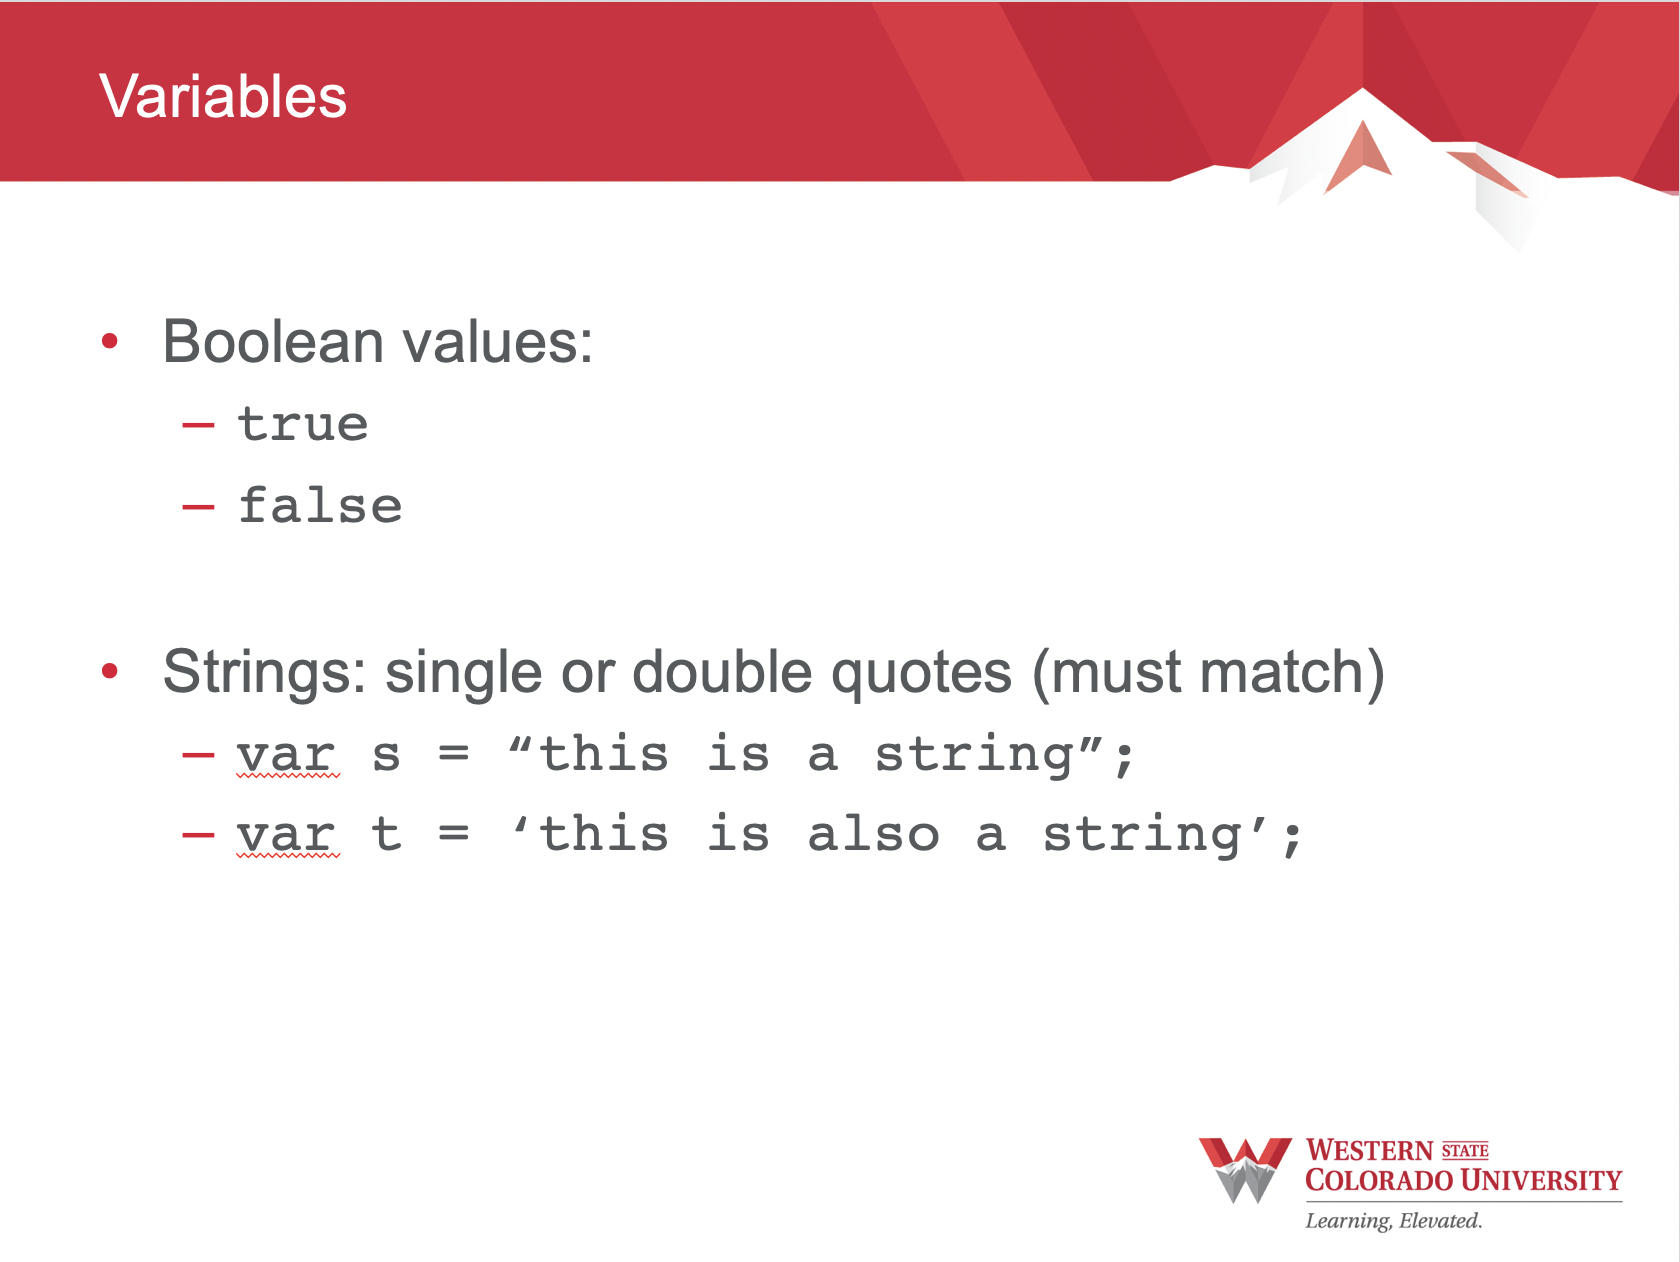 Variables
• Boolean values:
– true
– false
• Strings: single or double quotes (must match)
– var s = “this is a string”;
– var t = ‘this is also a string’;
WESTERN STATE
COLORADO UNIVERSITY
Learning, Elevated.